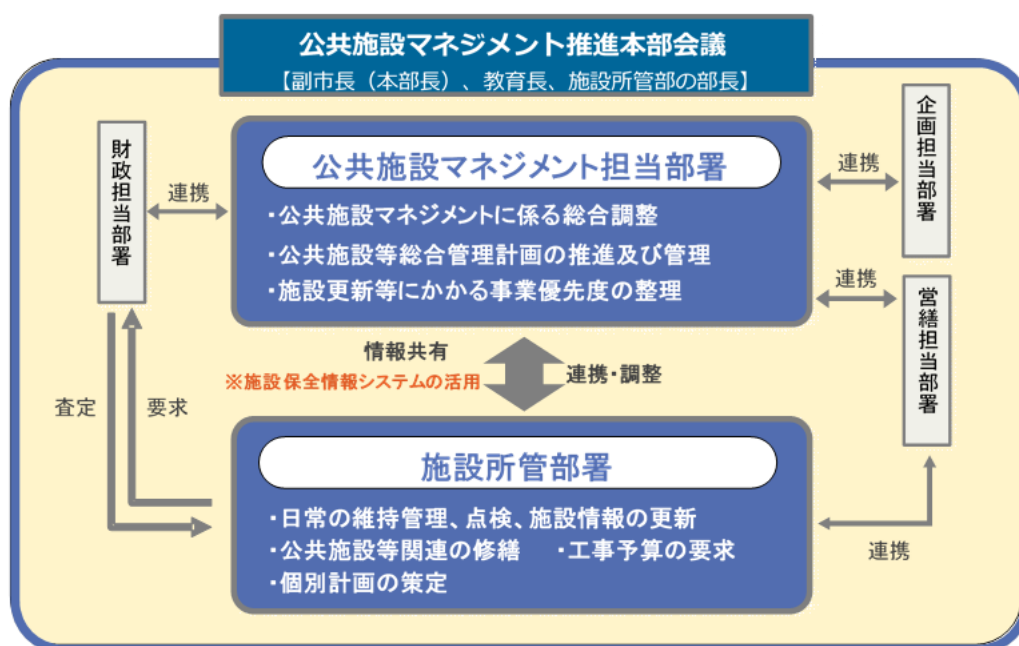 公共施設マネジメント推進本部会議
【副市長（本部長）、教育長、施設所管部の部長】
財政担当部署
連携
公共施設マネジメント担当部署
・公共施設マネジメントに係る総合調整
・公共施設等総合管理計画の推進及び管理
・施設更新等にかかる事業優先度の整理
連携
企画担当部署
連携
営繕担当部署
情報共有
※施設保全情報システムの活用
連携・調整
査定
要求
施設所管部署
・日常の維持管理、点検、施設情報の更新
・公共施設等関連の修繕　・工事予算の要求
・個別計画の策定
連携